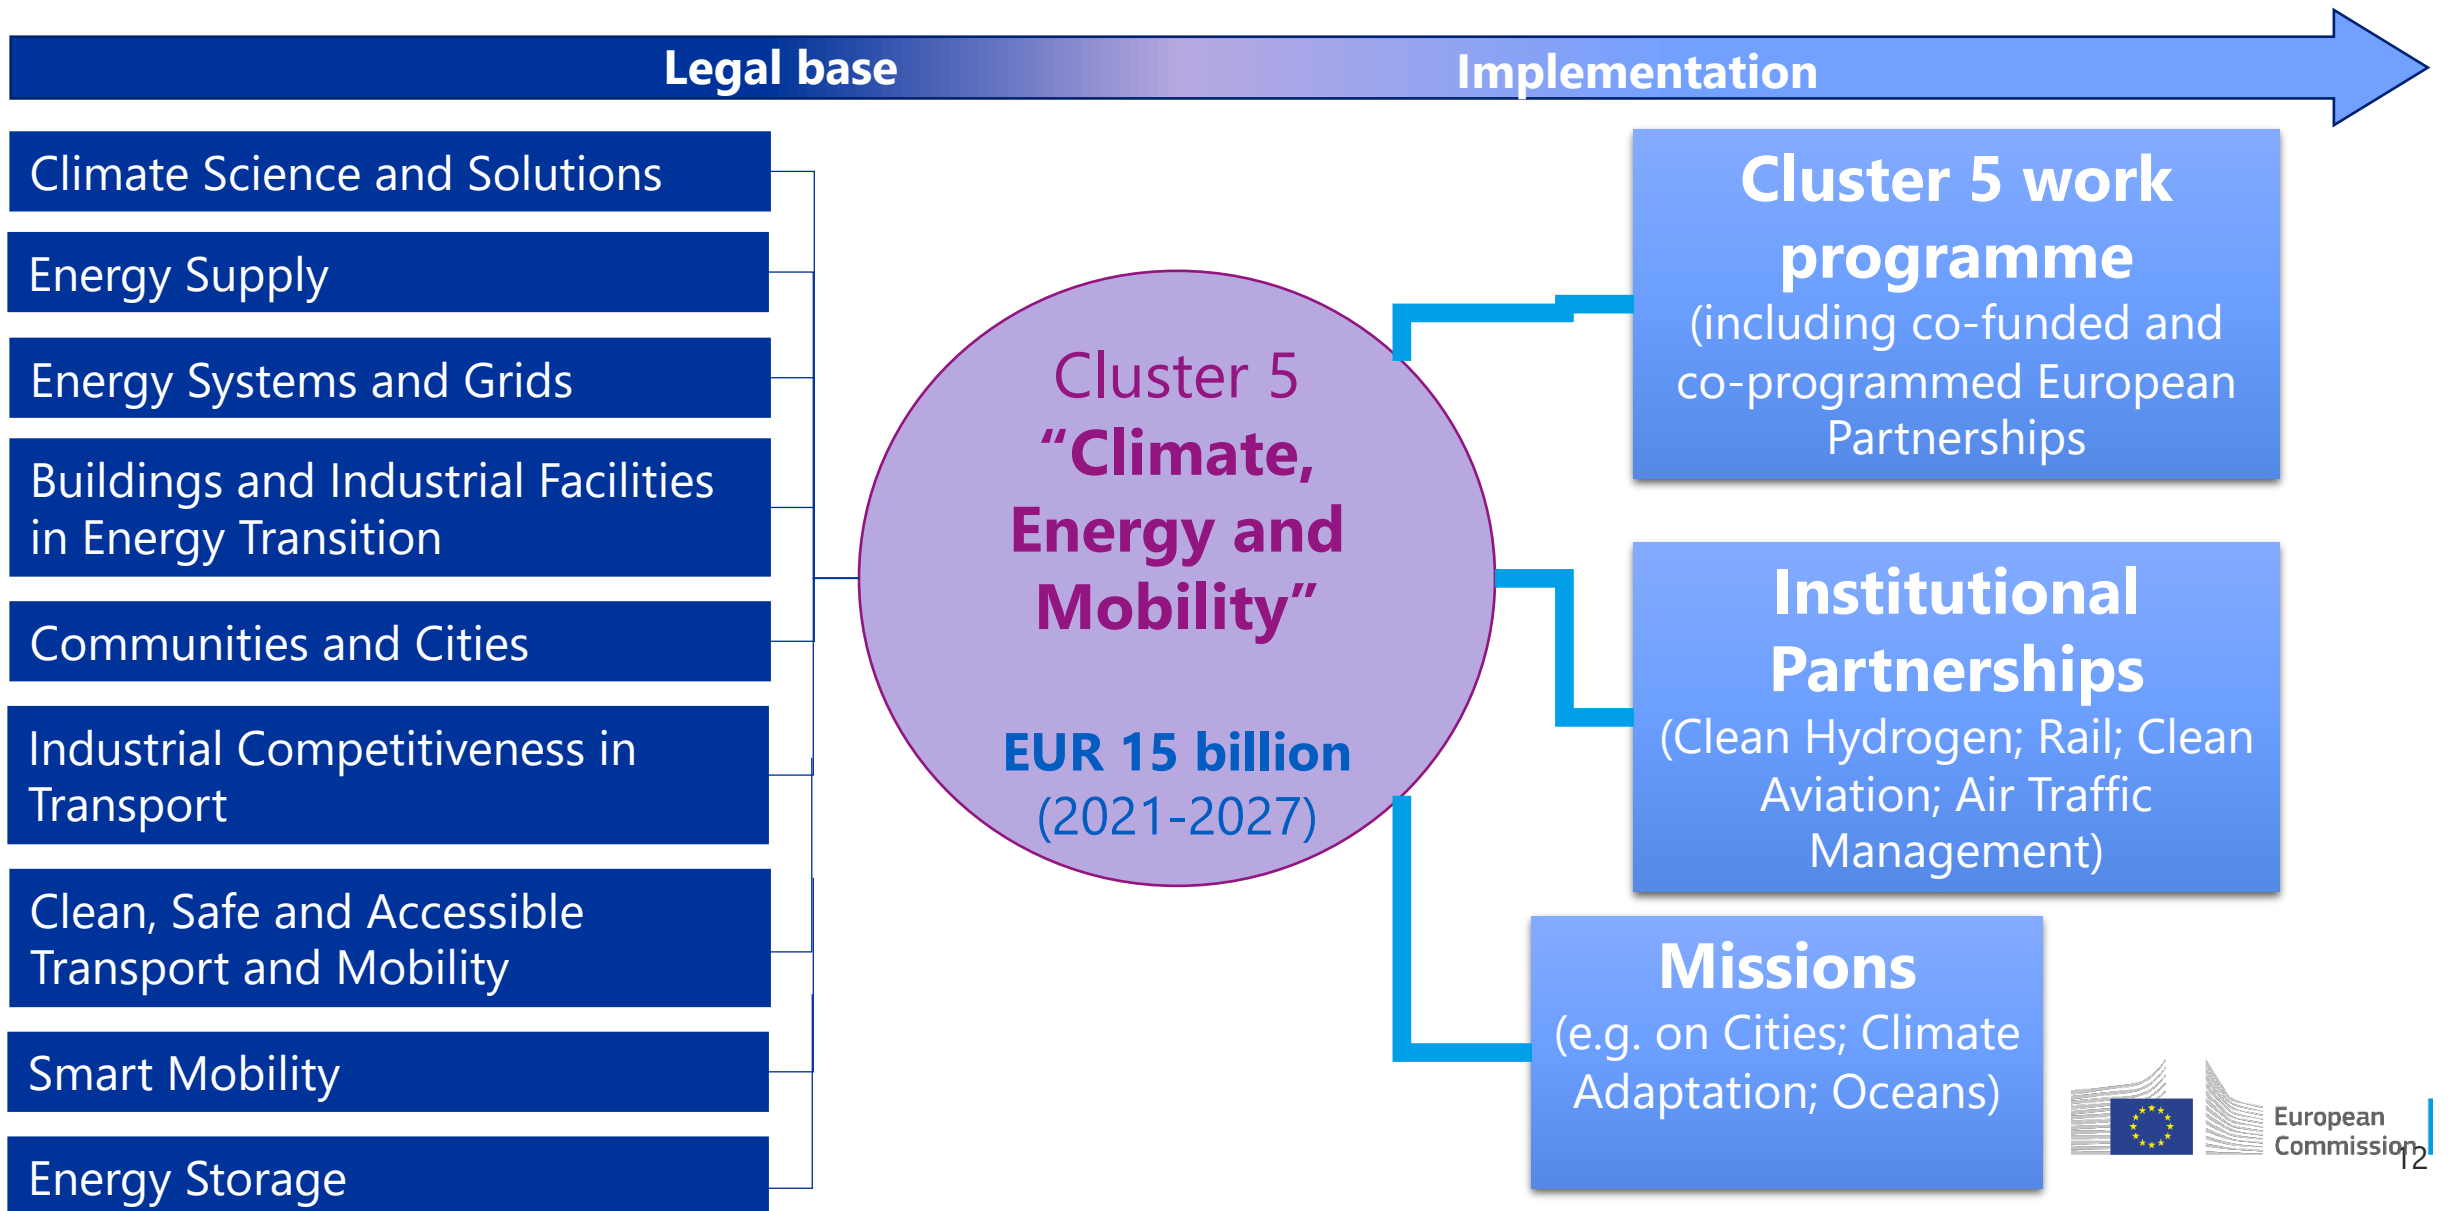 Legal base
Implementation
Climate Science and Solutions
Energy Supply
Energy Systems and Grids
Buildings and Industrial Facilities
in Energy Transition
Communities and Cities
Industrial Competitiveness in
Transport
Clean, Safe and Accessible
Transport and Mobility
Smart Mobility
Energy Storage
Cluster 5
“Climate,
Energy and
Mobility”
EUR 15 billion
(2021-2027)
Cluster 5 work
programme
(including co-funded and
co-programmed European
Partnerships
Institutional
Partnerships
(Clean Hydrogen; Rail; Clean
Aviation; Air Traffic
Management)
Missions
(e.g. on Cities; Climate
Adaptation; Oceans)
European
Commission
12